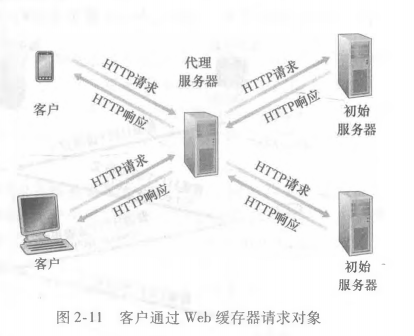 代理
服务器
HTTP请求
HTTP响应
客户
HTTP请求
HTTP响应
初始
服务器
HTTP请求
HTTP响应
客户
HTTP请求
HTTP响应
初始
服务器
图 2-11 客户通过 Web 缓存器请求对象